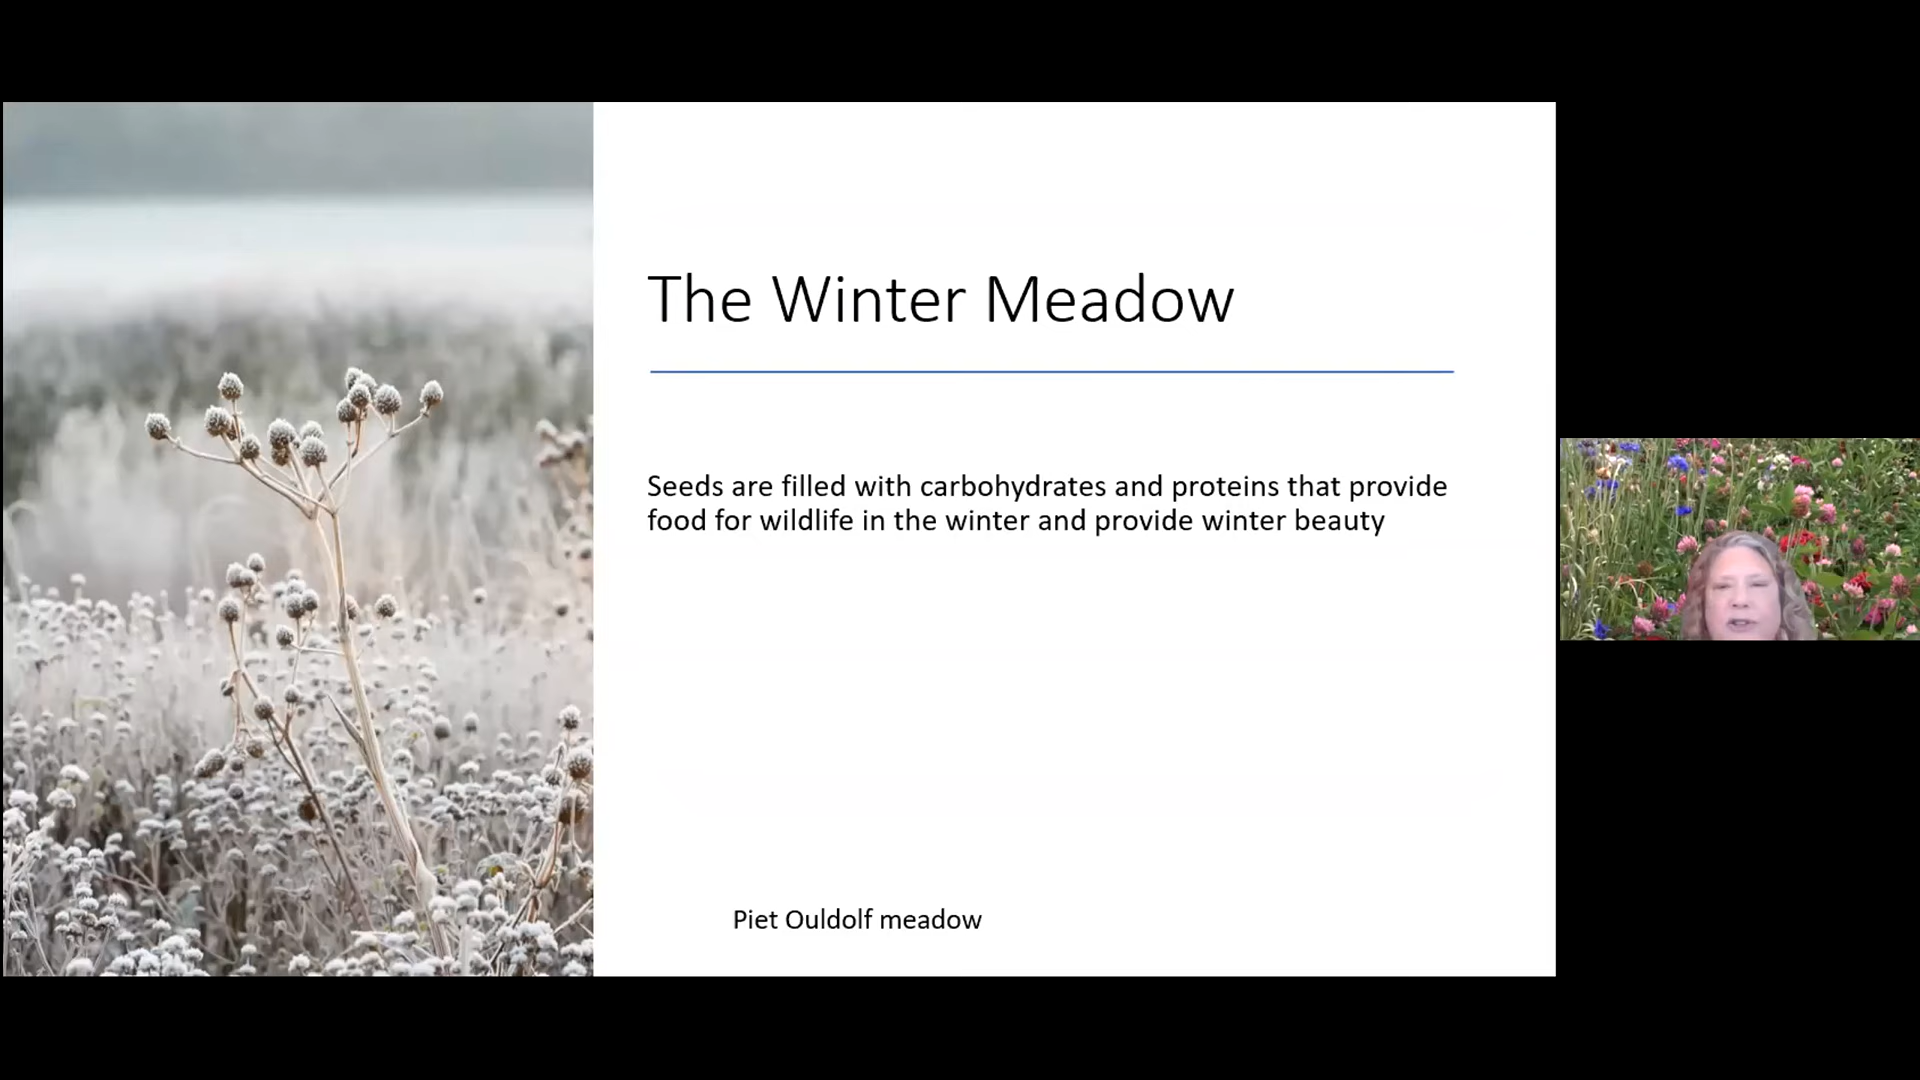 The Winter Meadow
Seeds are filled with carbohydrates and proteins that provide
food for wildlife in the winter and provide winter beauty
Piet Ouldolf meadow